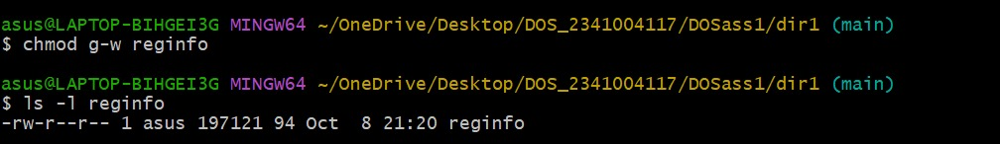 asus@LAPTOP-BIHGEI3G MINGW64 ~/OneDrive/Desktop/DOS_2341004117/DOSass1/dir1 (main)
$ chmod g-w reginfo
asus@LAPTOP-BIHGEI3G MINGW64 ~/OneDrive/Desktop/DOS_2341004117/DOSass1/dir1 (main)
$ ls -l reginfo
-rw-r--r-- 1 asus 197121 94 Oct  8 21:20 reginfo